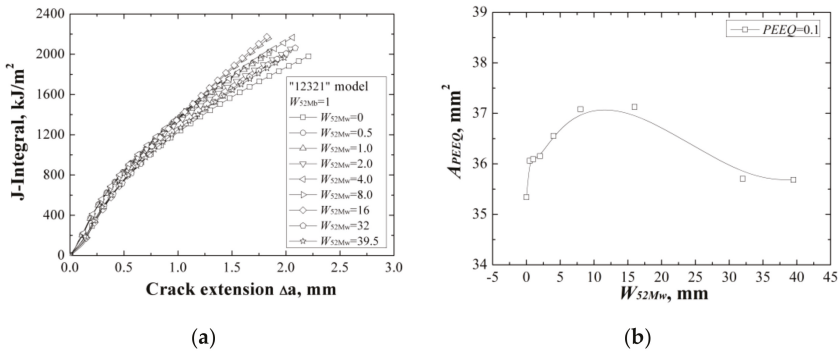 2400
2000
1600
1200
800
400
0
J-Integral, kJ/m²
0.0
0.5
1.0
1.5
2.0
2.5
3.0
Crack extension Δa, mm
"12321" model
W52Mb=1
W52Mw=0
W52Mw=0.5
W52Mw=1.0
W52Mw=2.0
W52Mw=4.0
W52Mw=8.0
W52Mw=16
W52Mw=32
W52Mw=39.5
(a)
39
38
37
36
35
34
APEEQ, mm²
-5
0
5
10
15
20
25
30
35
40
45
W52Mw, mm
PEEQ=0.1
(b)